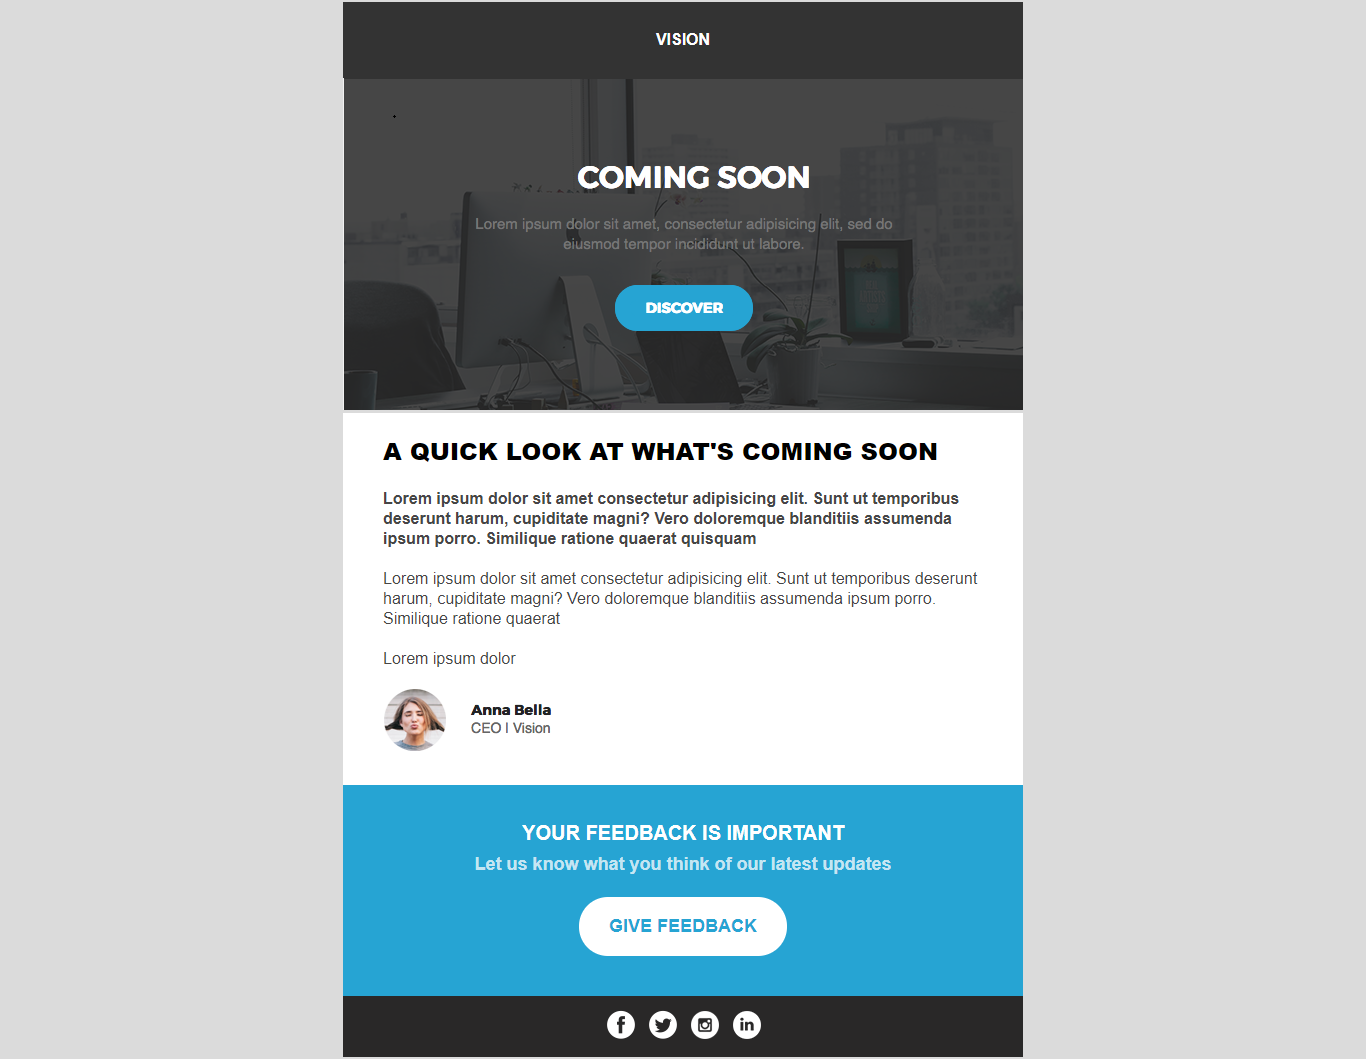 VISION
COMING SOON
Lorem ipsum dolor sit amet, consectetur adipisicing elit, sed do
eiusmod tempor incididunt ut labore.
DISCOVER
A QUICK LOOK AT WHAT'S COMING SOON
Lorem ipsum dolor sit amet consectetur adipisicing elit. Sunt ut temporibus
deserunt harum, cupiditate magni? Vero doloremque blanditiis assumenda
ipsum porro. Similique ratione quaerat quisquam
Lorem ipsum dolor sit amet consectetur adipisicing elit. Sunt ut temporibus deserunt
harum, cupiditate magni? Vero doloremque blanditiis assumenda ipsum porro.
Similique ratione quaerat
Lorem ipsum dolor
Anna Bella
CEO | Vision
YOUR FEEDBACK IS IMPORTANT
Let us know what you think of our latest updates
GIVE FEEDBACK